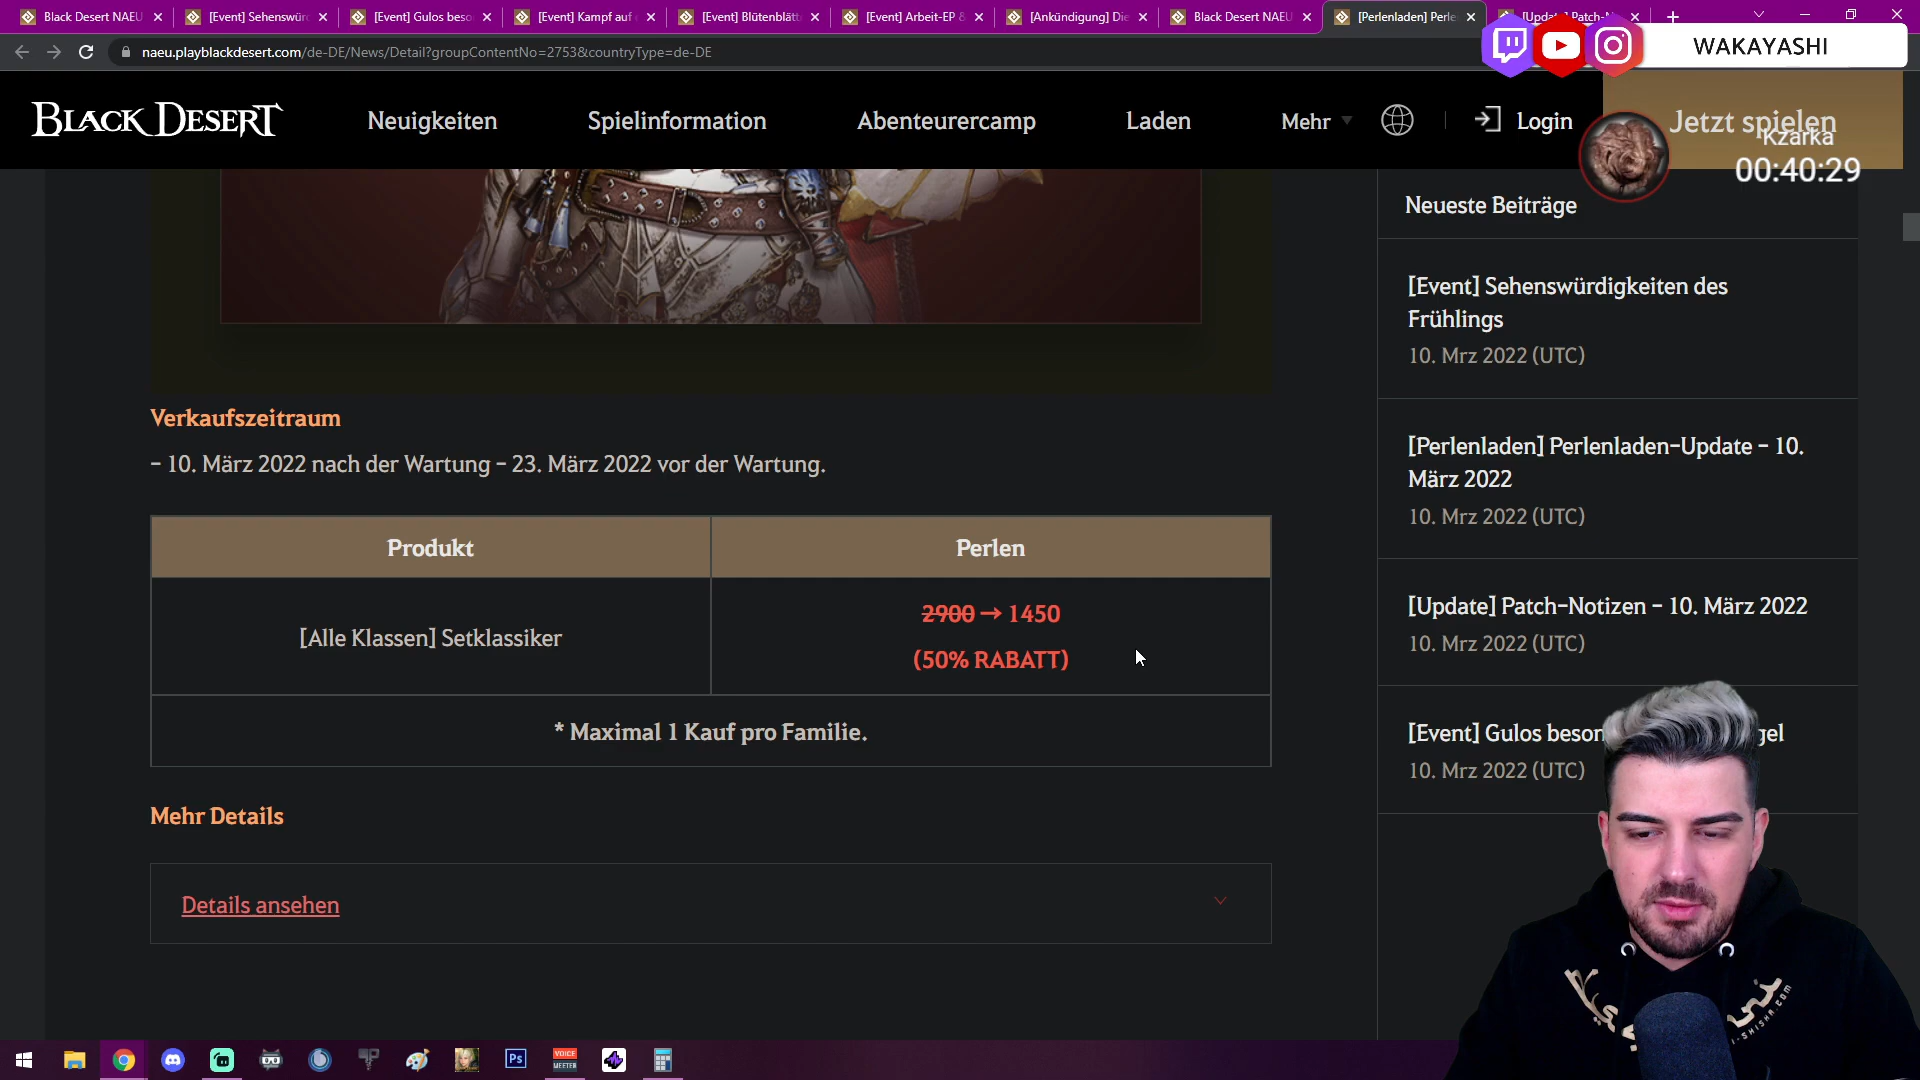 Black Desert NAEU
[Event] Sehenswür
[Event] Gulos beso
[Event] Kampf auf
[Event] Blütenblätt
[Event] Arbeit-EP &
[Ankündigung] Die
Black Desert NAEU
[Perlenladen] Perle
naeu.playblackdesert.com/de-DE/News/Detail?groupContentNo=2753&countryType=de-DE
WAKAYASHI
BLACK DESERT
Neuigkeiten
Spielinformation
Abenteurercamp
Laden
Mehr
Login
Jetzt spielen
Kzarka
00:40:29
Verkaufszeitraum
- 10. März 2022 nach der Wartung - 23. März 2022 vor der Wartung.
Produkt
Perlen
[Alle Klassen] Setklassiker
2900 → 1450
(50% RABATT)
* Maximal 1 Kauf pro Familie.
Mehr Details
Details ansehen
Neueste Beiträge
[Event] Sehenswürdigkeiten des
Frühlings
10. Mrz 2022 (UTC)
[Perlenladen] Perlenladen-Update - 10.
März 2022
10. Mrz 2022 (UTC)
[Update] Patch-Notizen - 10. März 2022
10. Mrz 2022 (UTC)
[Event] Gulos beson
gel
10. Mrz 2022 (UTC)
Ps
VOICE
MEETER